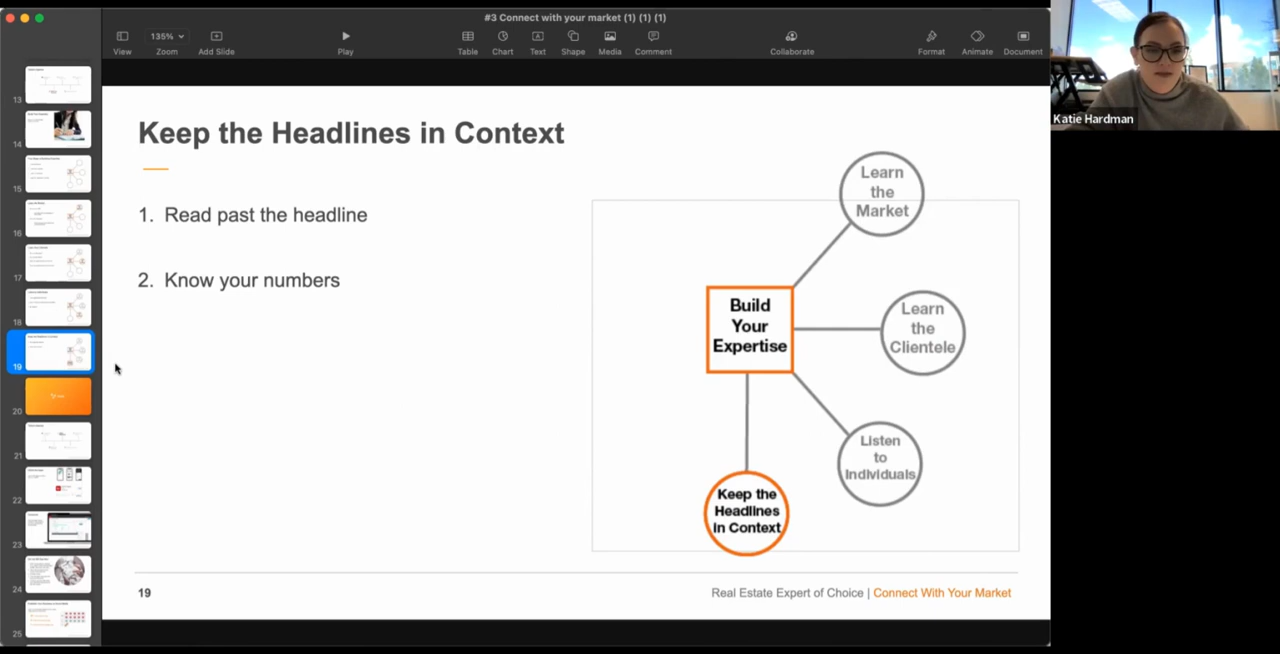 #3 Connect with your market (1) (1) (1)
135%
View
Zoom
Add Slide
Play
Table
Chart
Text
Shape
Media
Comment
Collaborate
Format
Animate
Document
Katie Hardman
13
14
15
16
17
18
19
20
21
22
23
24
25
Keep the Headlines in Context
1. Read past the headline
2. Know your numbers
Learn
the
Market
Build
Your
Expertise
Learn
the
Clientele
Listen
to
Individuals
Keep the
Headlines
in Context
19
Real Estate Expert of Choice | Connect With Your Market